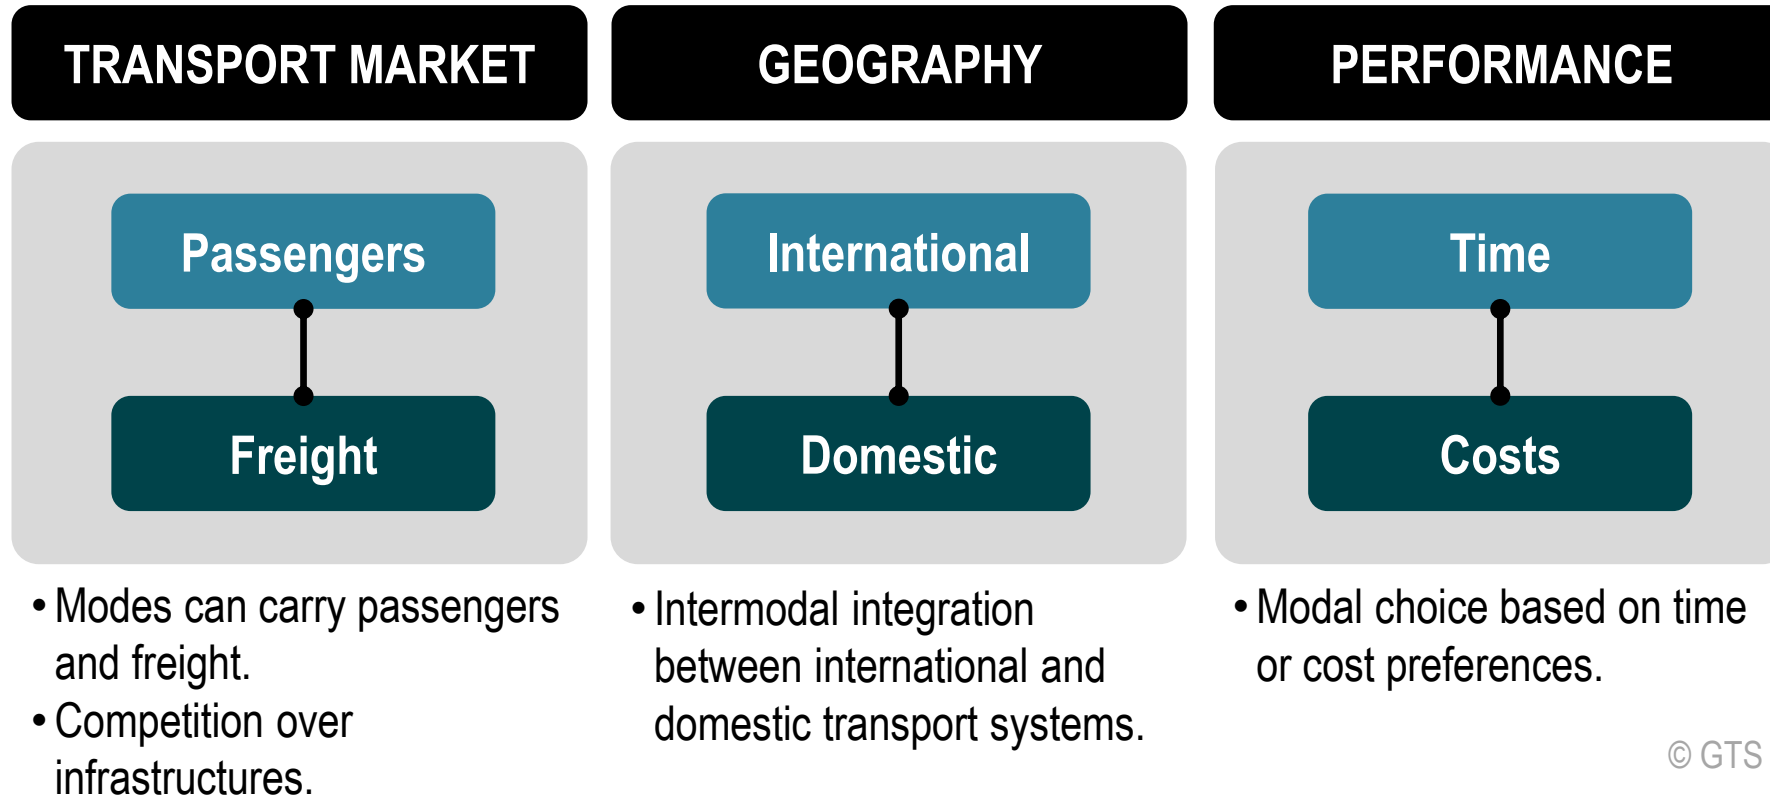 TRANSPORT MARKET
Passengers
Freight
• Modes can carry passengers
and freight.
• Competition over
infrastructures.
GEOGRAPHY
International
Domestic
• Intermodal integration
between international and
domestic transport systems.
PERFORMANCE
Time
Costs
• Modal choice based on time
or cost preferences.
© GTS